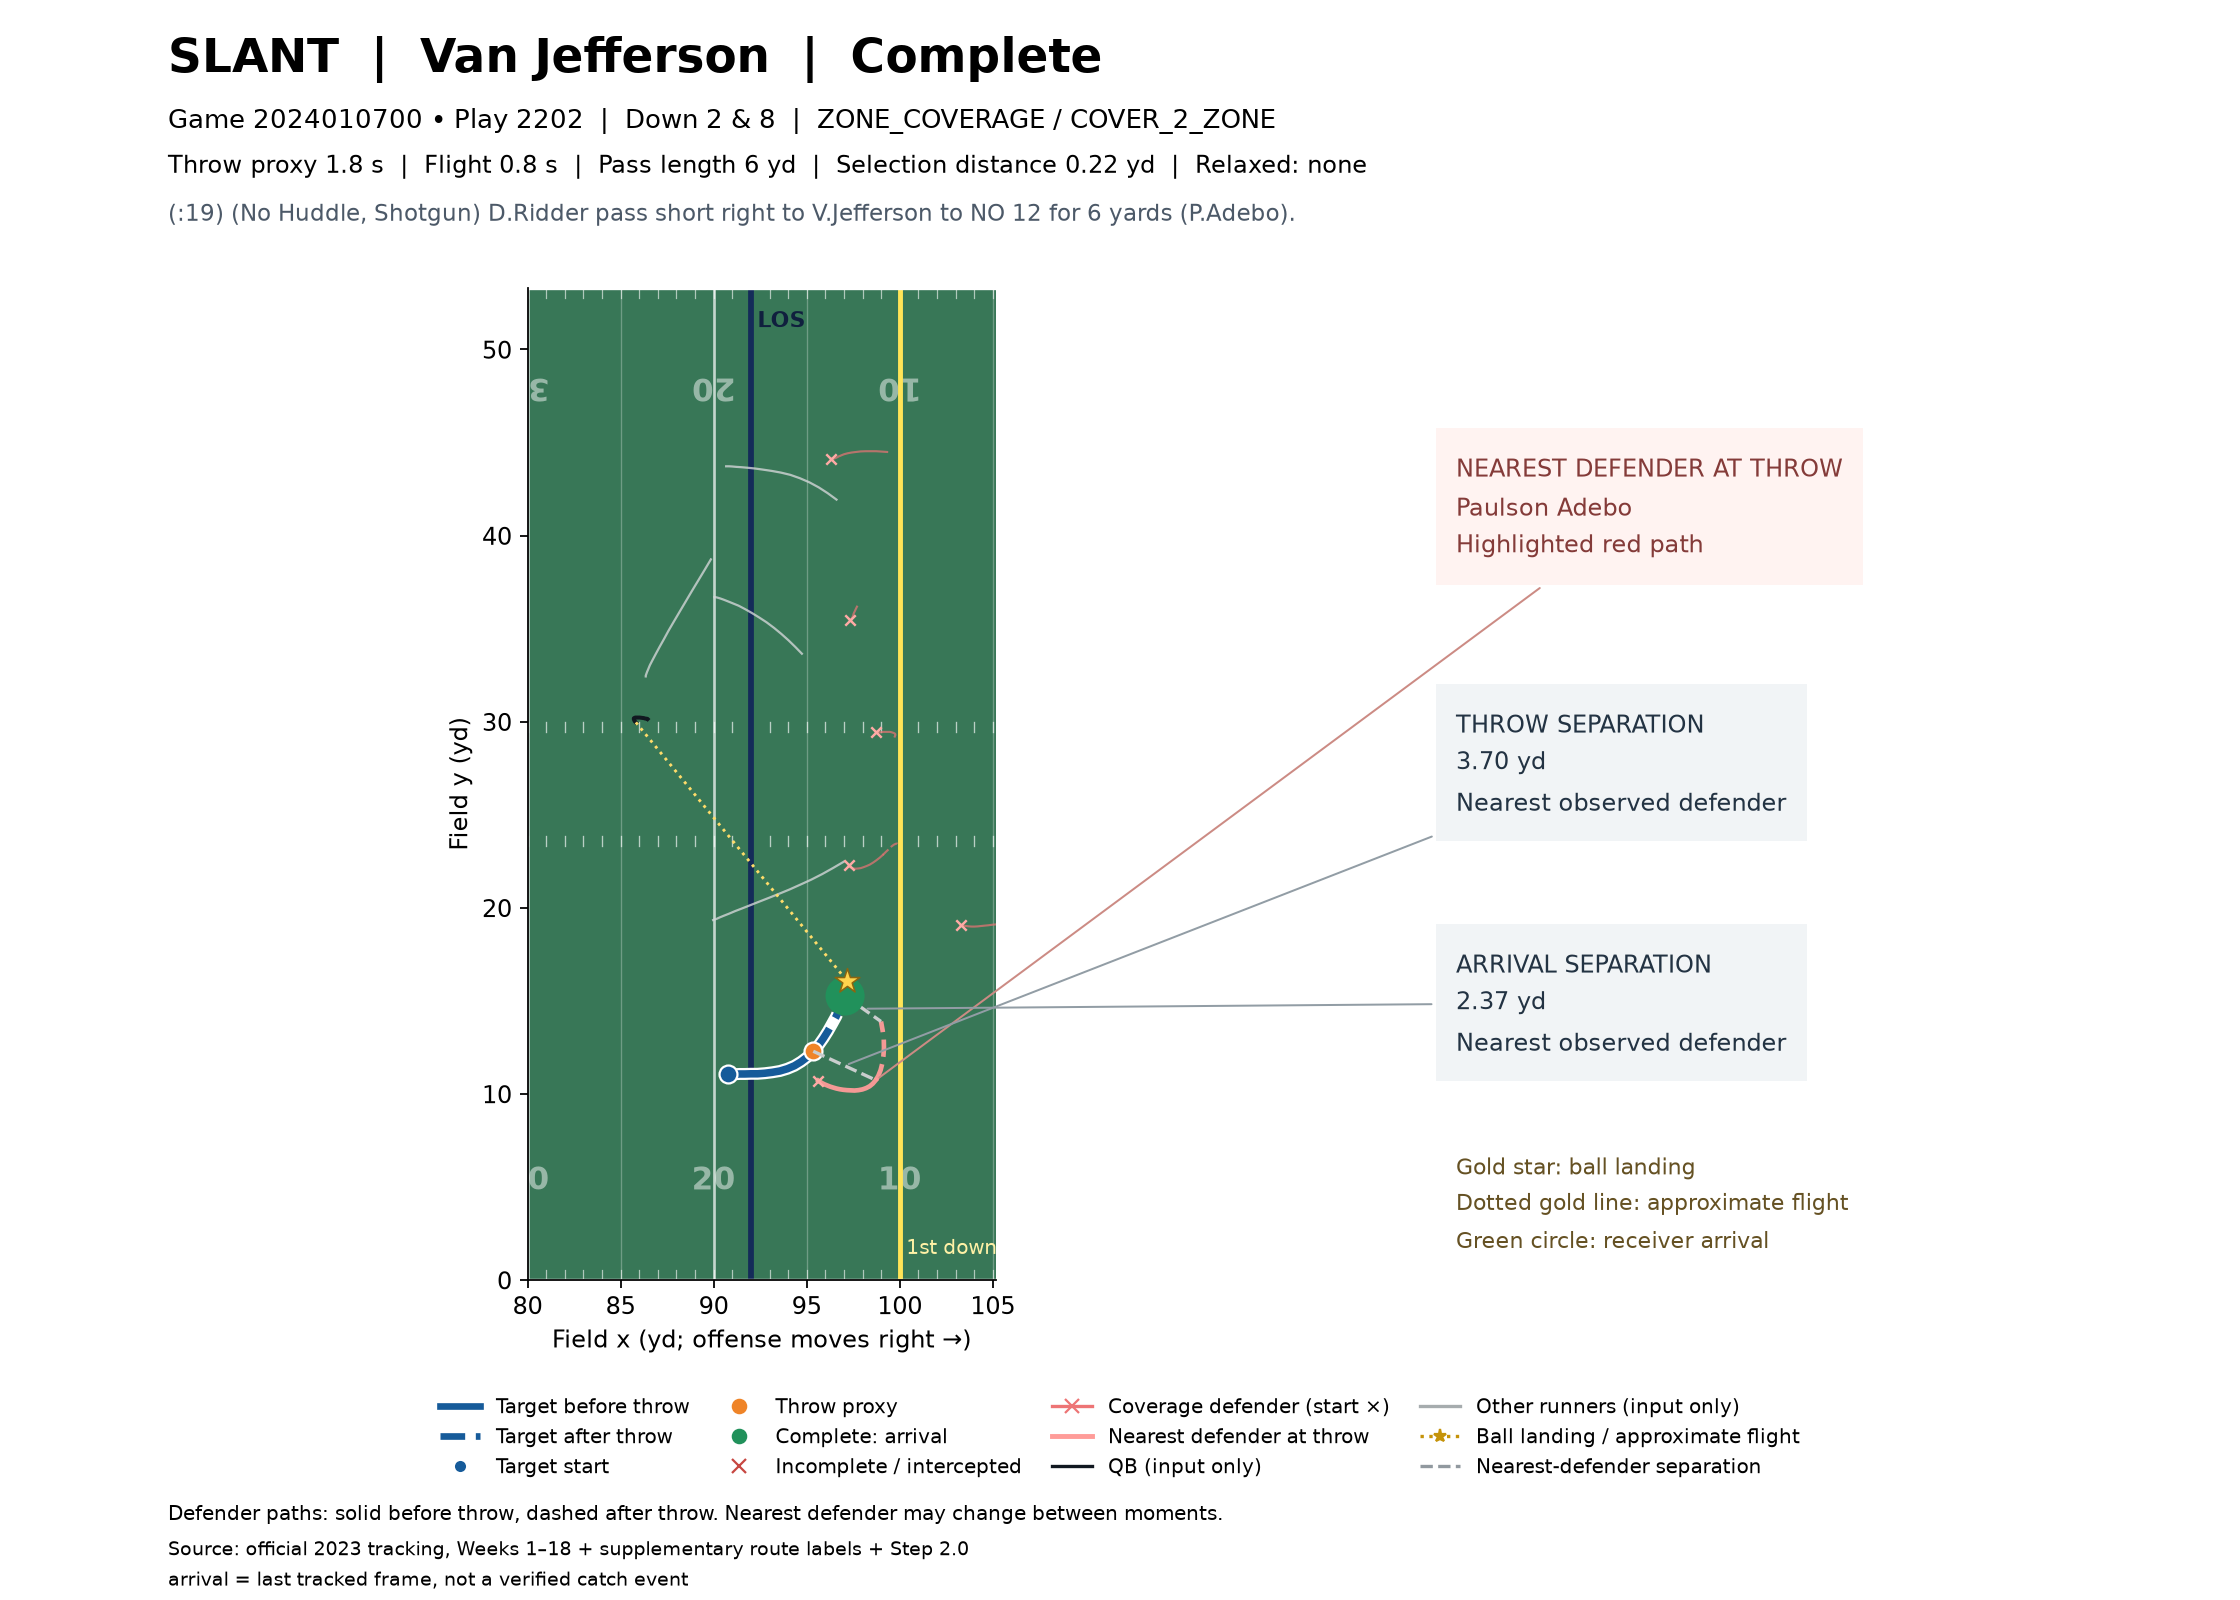 SLANT | Van Jefferson | Complete
Game 2024010700 • Play 2202 | Down 2 & 8 | ZONE_COVERAGE / COVER_2_ZONE
Throw proxy 1.8 s | Flight 0.8 s | Pass length 6 yd | Selection distance 0.22 yd | Relaxed: none
(:19) (No Huddle, Shotgun) D.Ridder pass short right to V.Jefferson to NO 12 for 6 yards (P.Adebo).
LOS
50
40
30
20
10
0
3
20
10
0
20
10
1st down
80
85
90
95
100
105
Field y (yd)
Field x (yd; offense moves right →)
NEAREST DEFENDER AT THROW
Paulson Adebo
Highlighted red path
THROW SEPARATION
3.70 yd
Nearest observed defender
ARRIVAL SEPARATION
2.37 yd
Nearest observed defender
Gold star: ball landing
Dotted gold line: approximate flight
Green circle: receiver arrival
Target before throw
Target after throw
Target start
Throw proxy
Complete: arrival
Incomplete / intercepted
Coverage defender (start ×)
Nearest defender at throw
QB (input only)
Other runners (input only)
Ball landing / approximate flight
Nearest-defender separation
Defender paths: solid before throw, dashed after throw. Nearest defender may change between moments.
Source: official 2023 tracking, Weeks 1–18 + supplementary route labels + Step 2.0
arrival = last tracked frame, not a verified catch event